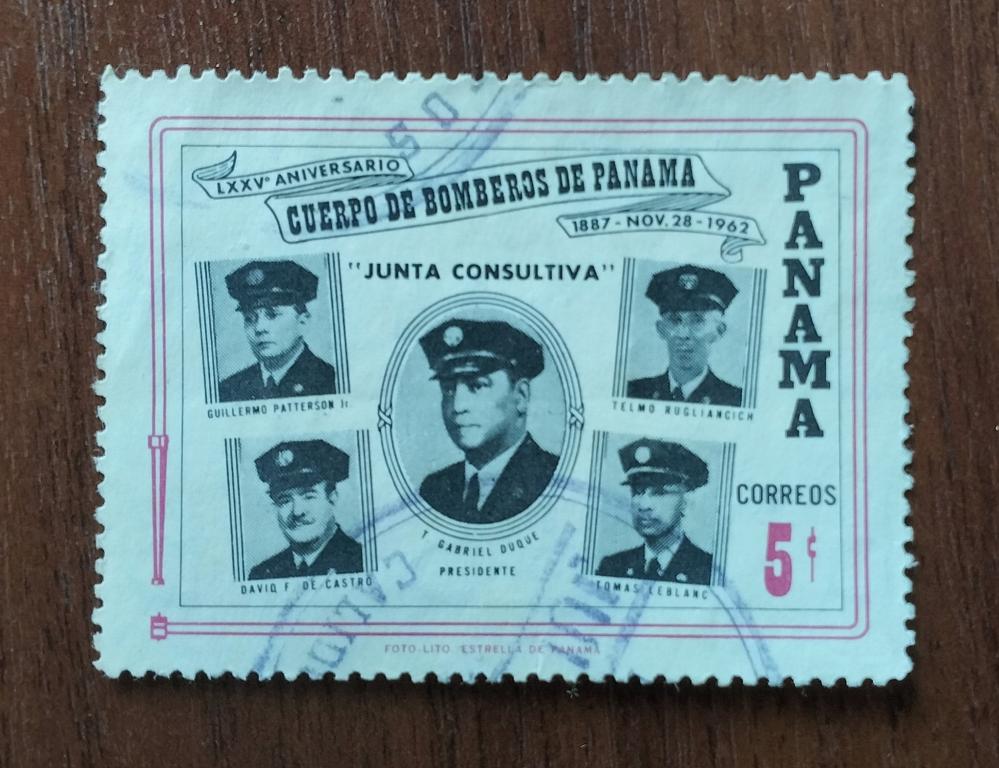 LXXVº ANIVERSARIO
CUERPO DE BOMBEROS DE PANAMA
1887 - NOV. 28 - 1962
"JUNTA CONSULTIVA"
GUILLERMO PATTERSON Jr.
TELMO RUGLIANCICH
DAVID F. DE CASTRO
T. GABRIEL DUQUE
PRESIDENTE
TOMAS LEBLANC
PANAMA
CORREOS
5¢
FOTO-LITO. ESTRELLA DE PANAMA